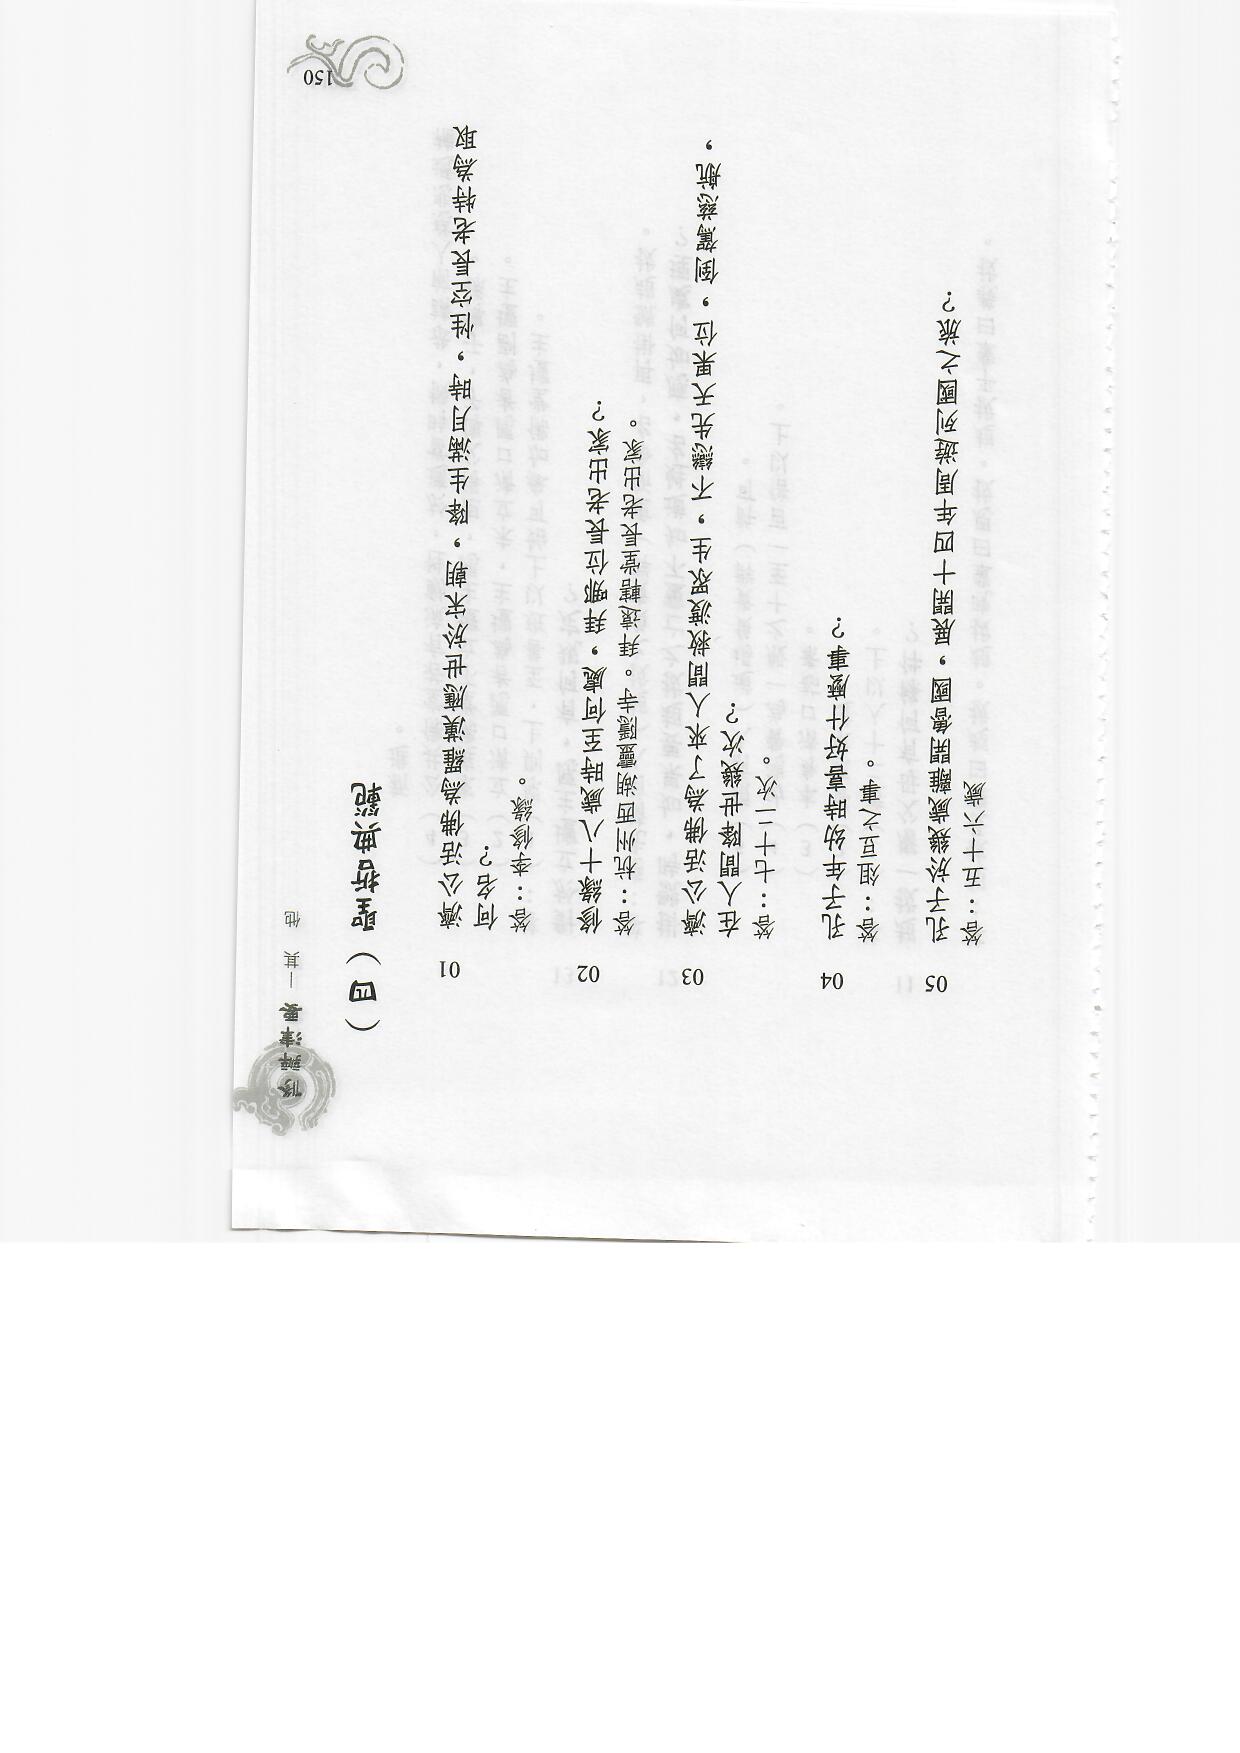 修辦津要—其他
(四)聖哲典範
01 濟公活佛為羅漢應世於宋朝，降生滿月時，性空長老特為取
何名？
答：李修緣。
02 修緣十八歲時至何處，拜哪位長老出家？
答：杭州西湖靈隱寺。拜遠轄堂長老出家。
03 濟公活佛為了來人間救渡眾生，不戀先天果位，倒駕慈航，
在人間降世幾次？
答：七十二次。
04 孔子年幼時喜好什麼事？
答：俎豆之事。
05 孔子於幾歲離開魯國，展開十四年周遊列國之旅？
答：五十六歲
150